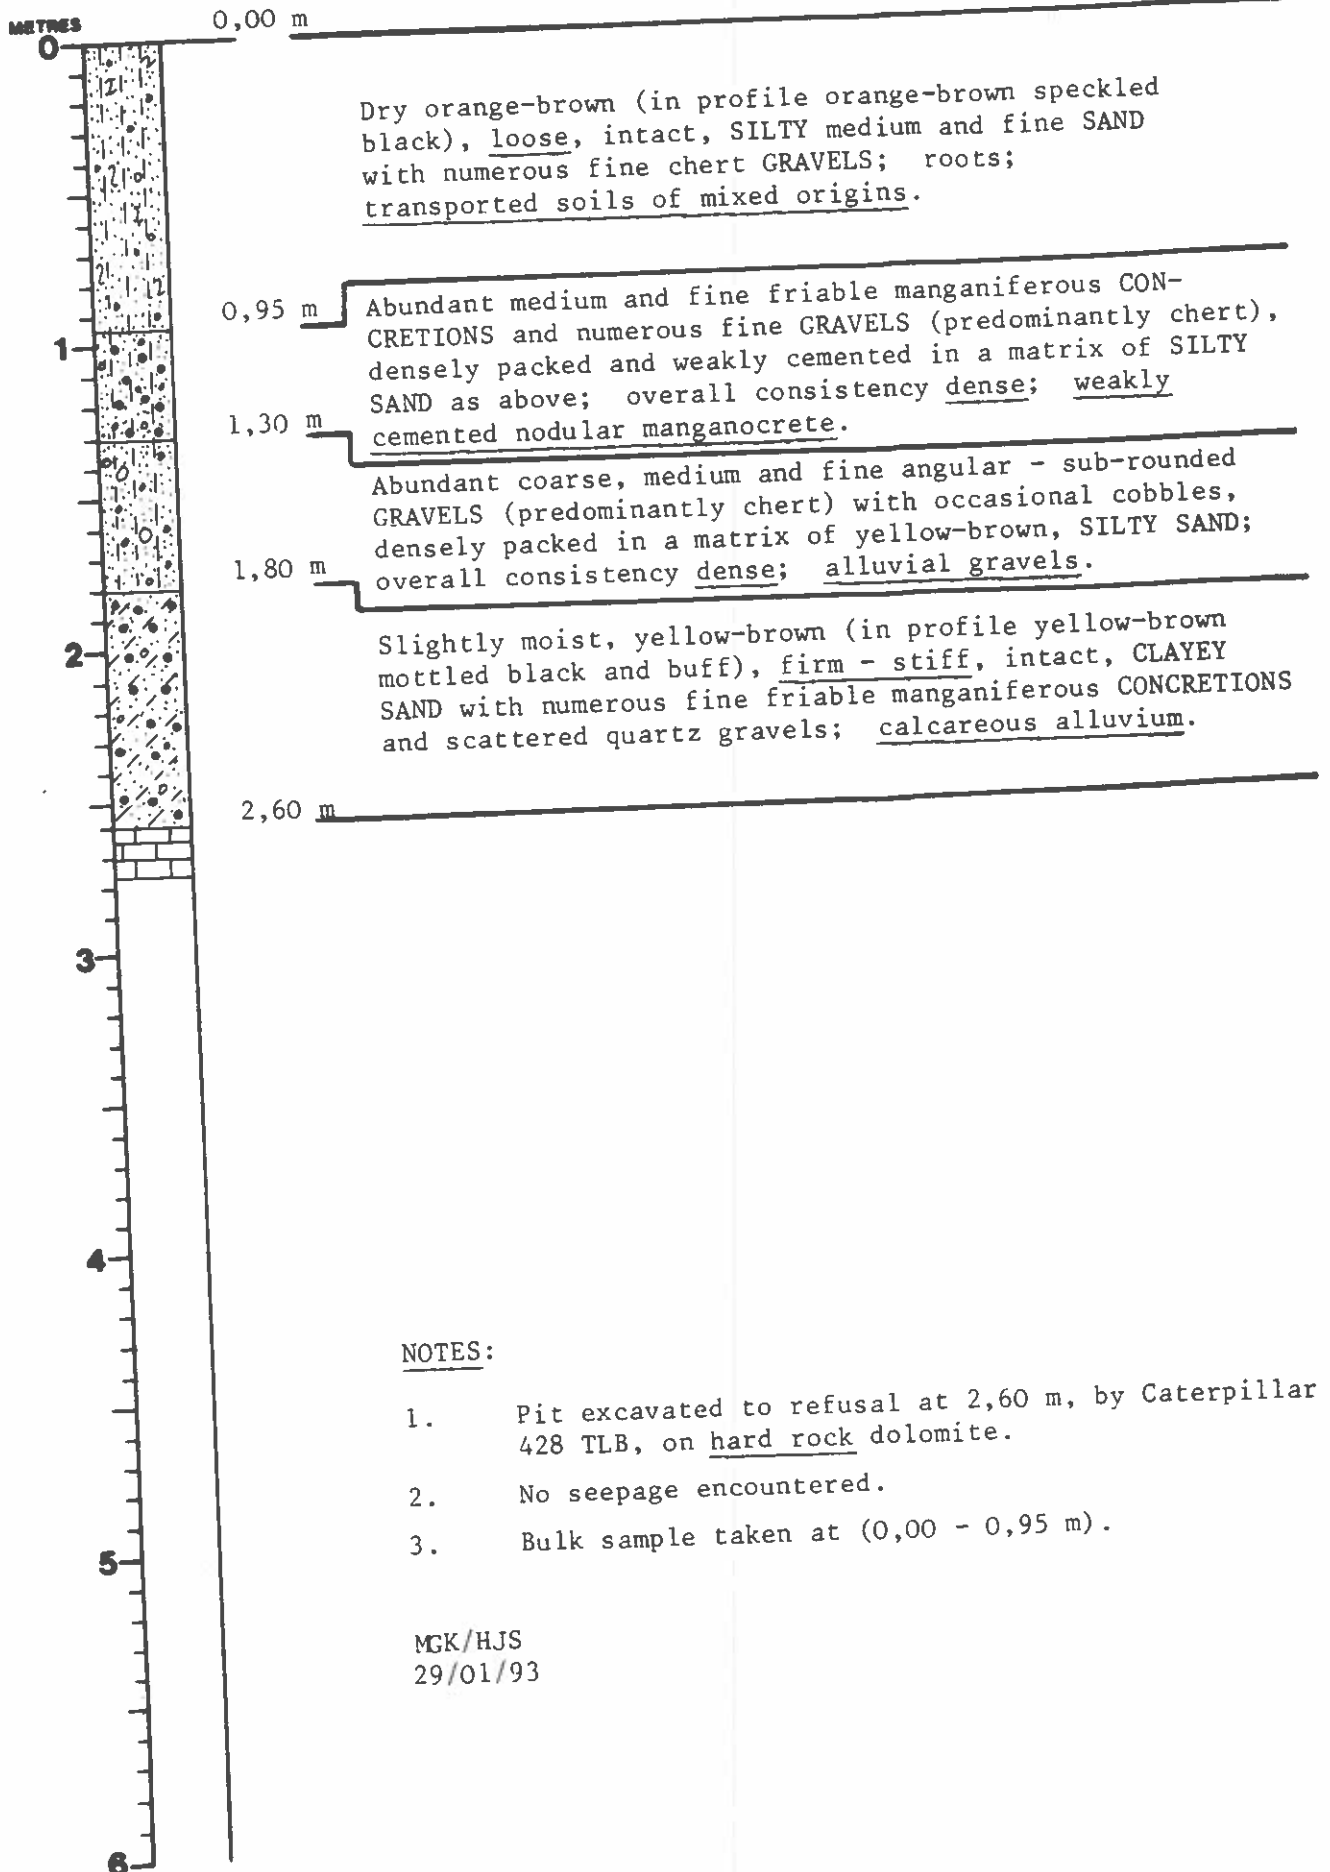 METRES
0,00 m
0
Dry orange-brown (in profile orange-brown speckled
black), loose, intact, SILTY medium and fine SAND
with numerous fine chert GRAVELS; roots;
transported soils of mixed origins.
0,95 m
Abundant medium and fine friable manganiferous CON-
CRETIONS and numerous fine GRAVELS (predominantly chert),
densely packed and weakly cemented in a matrix of SILTY
SAND as above; overall consistency dense; weakly
cemented nodular manganocrete.
1
1,30 m
Abundant coarse, medium and fine angular - sub-rounded
GRAVELS (predominantly chert) with occasional cobbles,
densely packed in a matrix of yellow-brown, SILTY SAND;
overall consistency dense; alluvial gravels.
1,80 m
Slightly moist, yellow-brown (in profile yellow-brown
mottled black and buff), firm - stiff, intact, CLAYEY
SAND with numerous fine friable manganiferous CONCRETIONS
and scattered quartz gravels; calcareous alluvium.
2
2,60 m
3
4
NOTES:
1. Pit excavated to refusal at 2,60 m, by Caterpillar
428 TLB, on hard rock dolomite.
2. No seepage encountered.
3. Bulk sample taken at (0,00 - 0,95 m).
5
MGK/HJS
29/01/93
6